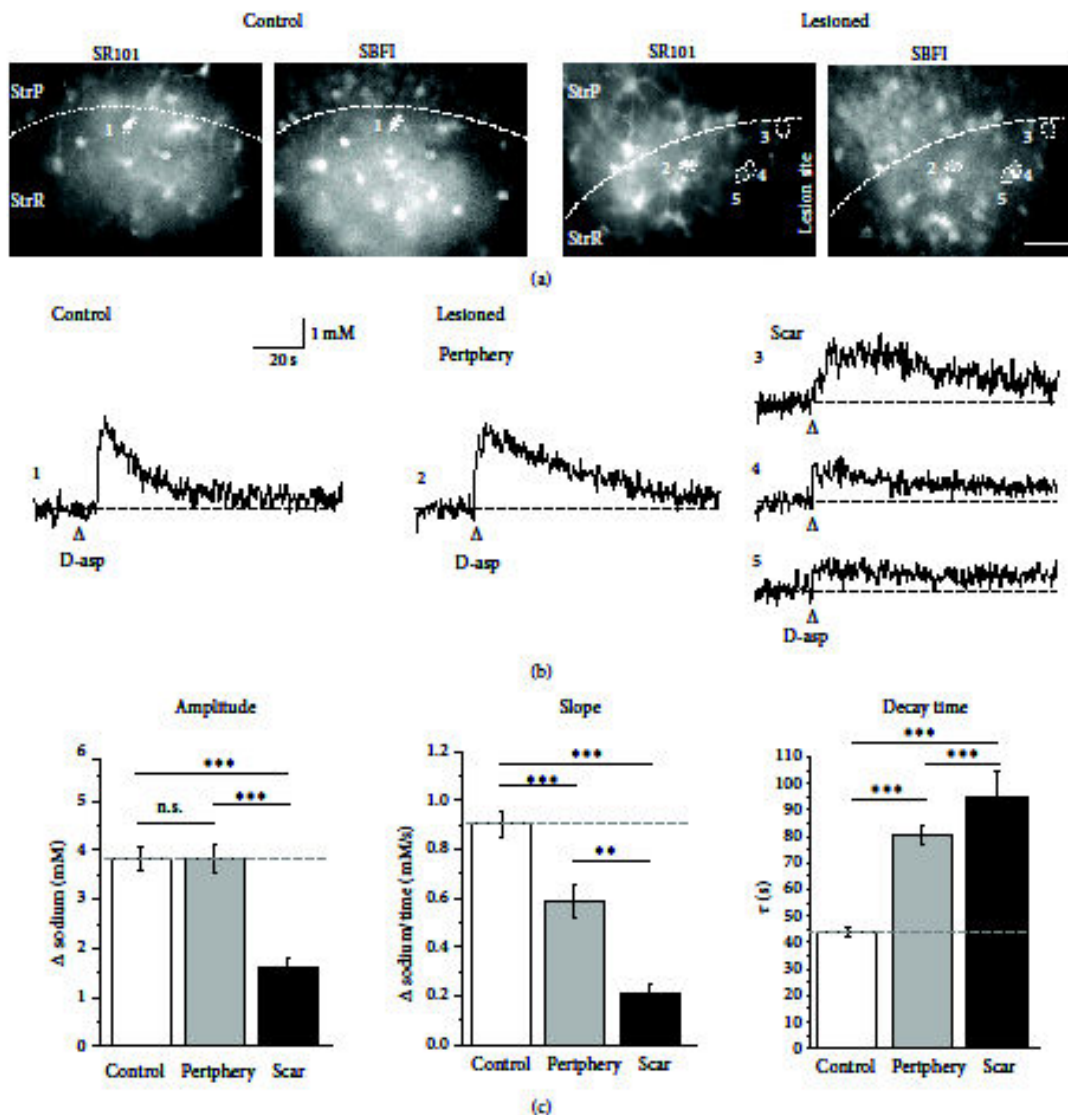 Control Lesioned
SR101 SBFI SR101 SBFI
StrP
1 1
StrR
StrP
3 3
2 4 2 4
5 5
Lesion site
StrR
(a)
Control Lesioned Scar
1 mM
20 s
Periphery
3
Δ
1 2 4
Δ Δ Δ
D-asp D-asp
5
Δ
D-asp
(b)
Amplitude
6
5
4
3
2
1
0
Δ sodium (mM)
***
n.s. ***
Control Periphery Scar
Slope
1.2
1.0
0.8
0.6
0.4
0.2
0.0
Δ sodium/time (mM/s)
***
***
**
Control Periphery Scar
Decay time
110
100
90
80
70
60
50
40
30
20
10
0
τ (s)
***
***
***
Control Periphery Scar
(c)